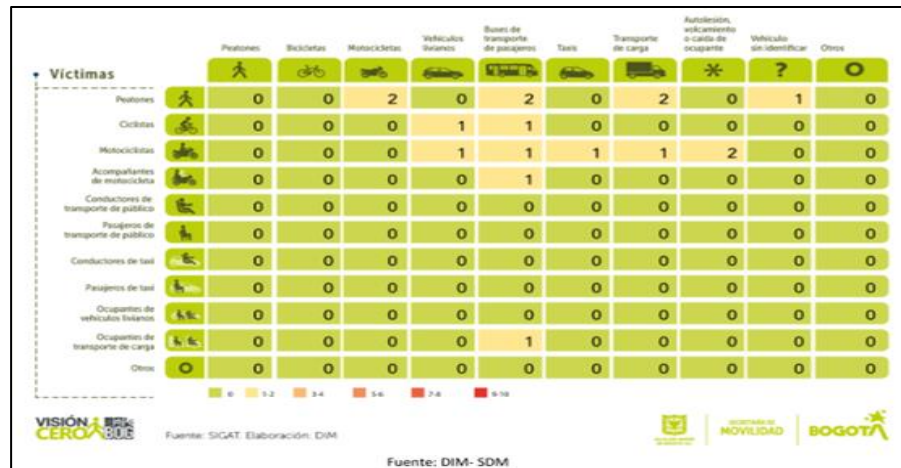 Peatones Bicicletas Motocicletas Vehículos livianos Buses de transporte de pasajeros Taxis Transporte de carga Autolesión, volcamiento o caída de ocupante Vehículo sin identificar Otros
Víctimas
Peatones 0 0 2 0 2 0 2 0 1 0
Ciclistas 0 0 0 1 1 0 0 0 0 0
Motociclistas 0 0 0 1 1 1 1 2 0 0
Acompañantes de motocicleta 0 0 0 0 1 0 0 0 0 0
Conductores de transporte de público 0 0 0 0 0 0 0 0 0 0
Pasajeros de transporte de público 0 0 0 0 0 0 0 0 0 0
Conductores de taxi 0 0 0 0 0 0 0 0 0 0
Pasajeros de taxi 0 0 0 0 0 0 0 0 0 0
Ocupantes de vehículos livianos 0 0 0 0 0 0 0 0 0 0
Ocupantes de transporte de carga 0 0 0 0 1 0 0 0 0 0
Otros 0 0 0 0 0 0 0 0 0 0
0 1-2 3-4 5-6 7-8 9-10
VISIÓN CERO BOG
Fuente: SIGAT. Elaboración: DIM
SECRETARÍA DE MOVILIDAD
BOGOTÁ
Fuente: DIM- SDM